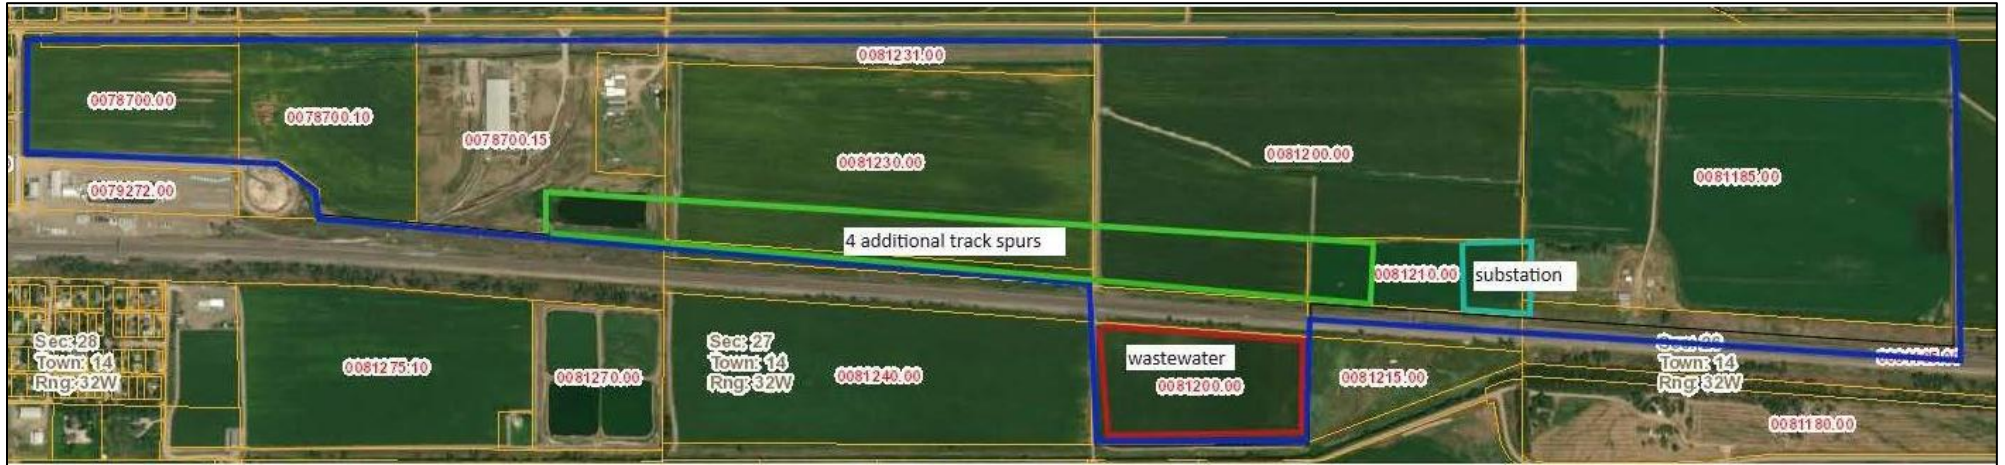 0081231.00
0078700.00
0078700.10
0078700.15
0081230.00
0081200.00
0081185.00
0079272.00
4 additional track spurs
0081210.00
substation
Sec: 28
Town: 14
Rng: 32W
0081275.10
0081270.00
Sec: 27
Town: 14
Rng: 32W
0081240.00
wastewater
0081200.00
0081215.00
Town: 14
Rng: 32W
0081180.00